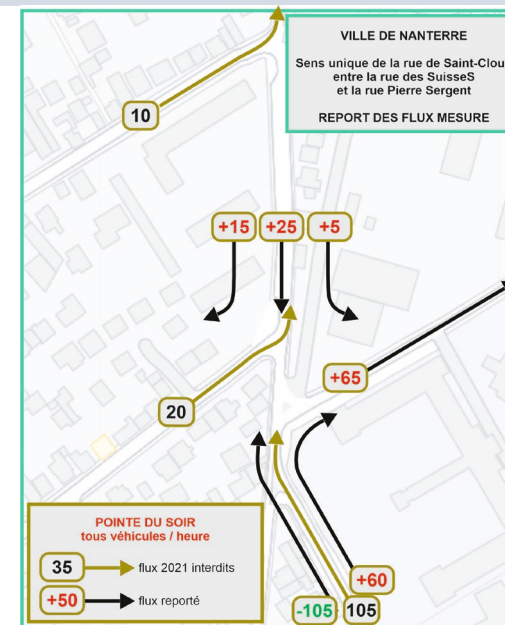 VILLE DE NANTERRE
Sens unique de la rue de Saint-Clou
entre la rue des SuisseS
et la rue Pierre Sergent
REPORT DES FLUX MESURE
10
+15 +25 +5
+65
20
POINTE DU SOIR
tous véhicules / heure
35 flux 2021 interdits
+50 flux reporté
+60
-105 105